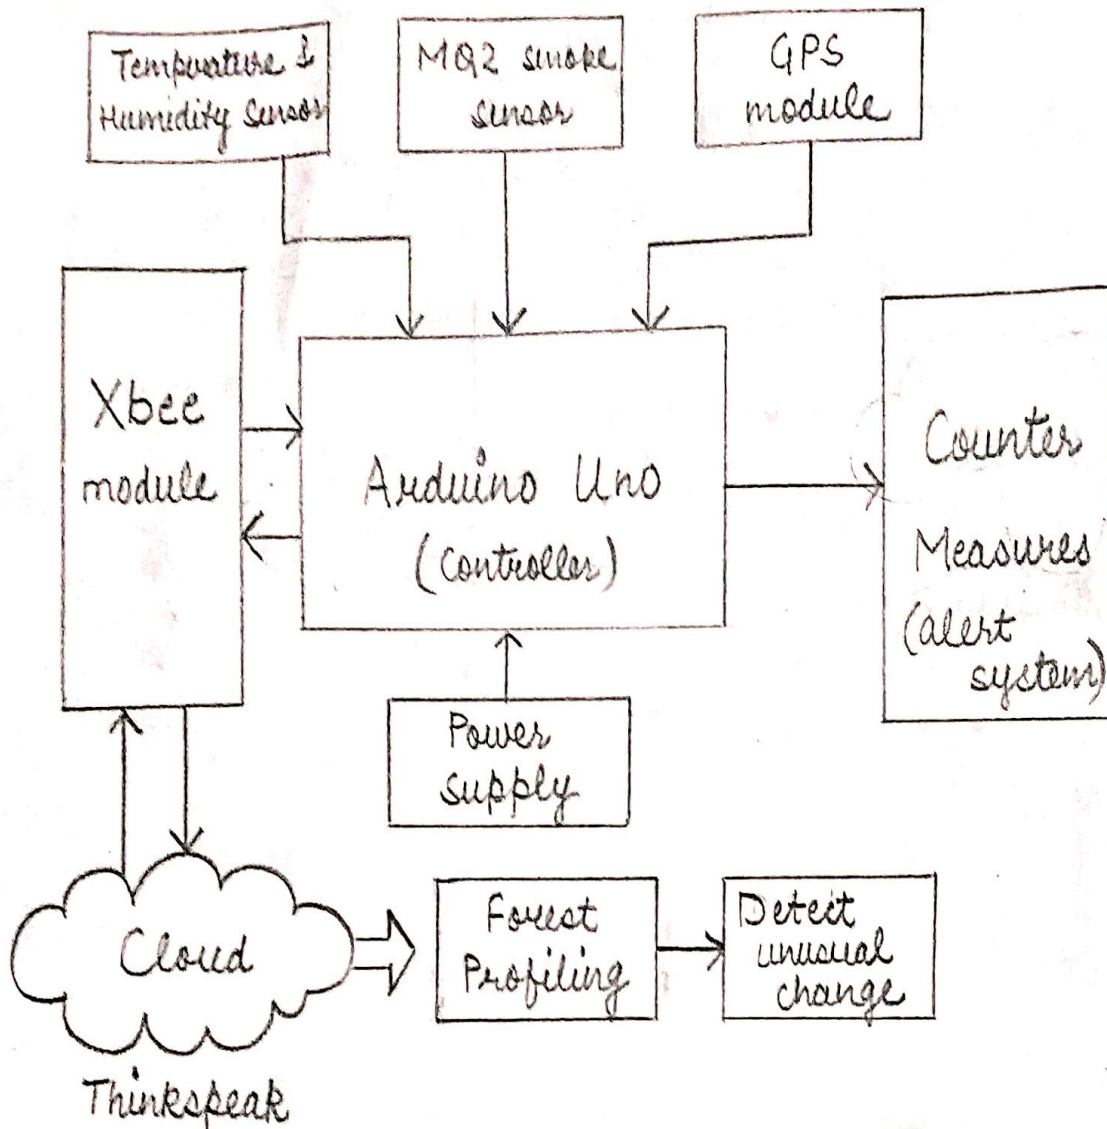 Temperature &
Humidity Sensor
MQ2 smoke
sensor
GPS
module
Xbee
module
Arduino Uno
(Controller)
Counter
Measures
(alert
system)
Power
supply
Cloud
Forest
Profiling
Detect
unusual
change
Thinkspeak